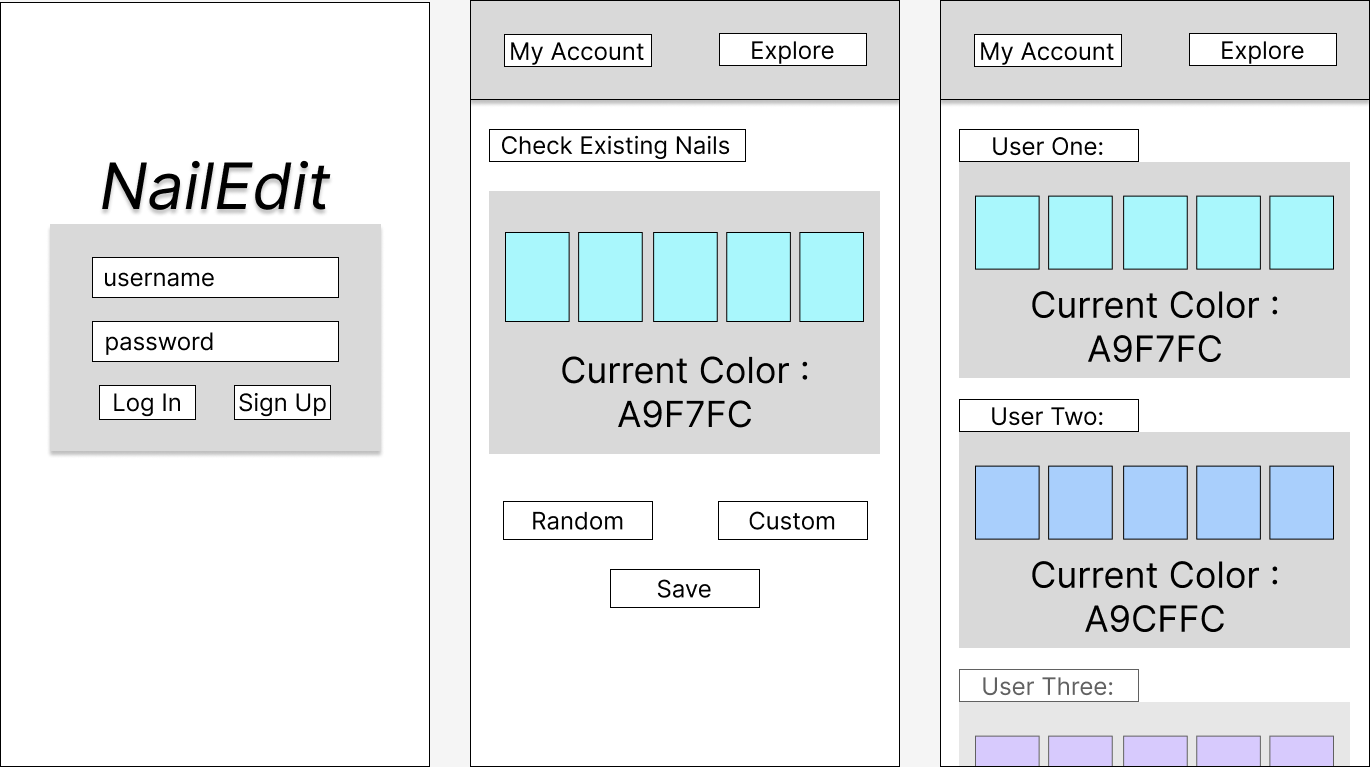 NailEdit
username
password
Log In
Sign Up
My Account
Explore
Check Existing Nails
Current Color :
A9F7FC
Random
Custom
Save
My Account
Explore
User One:
Current Color :
A9F7FC
User Two:
Current Color :
A9CFFC
User Three: